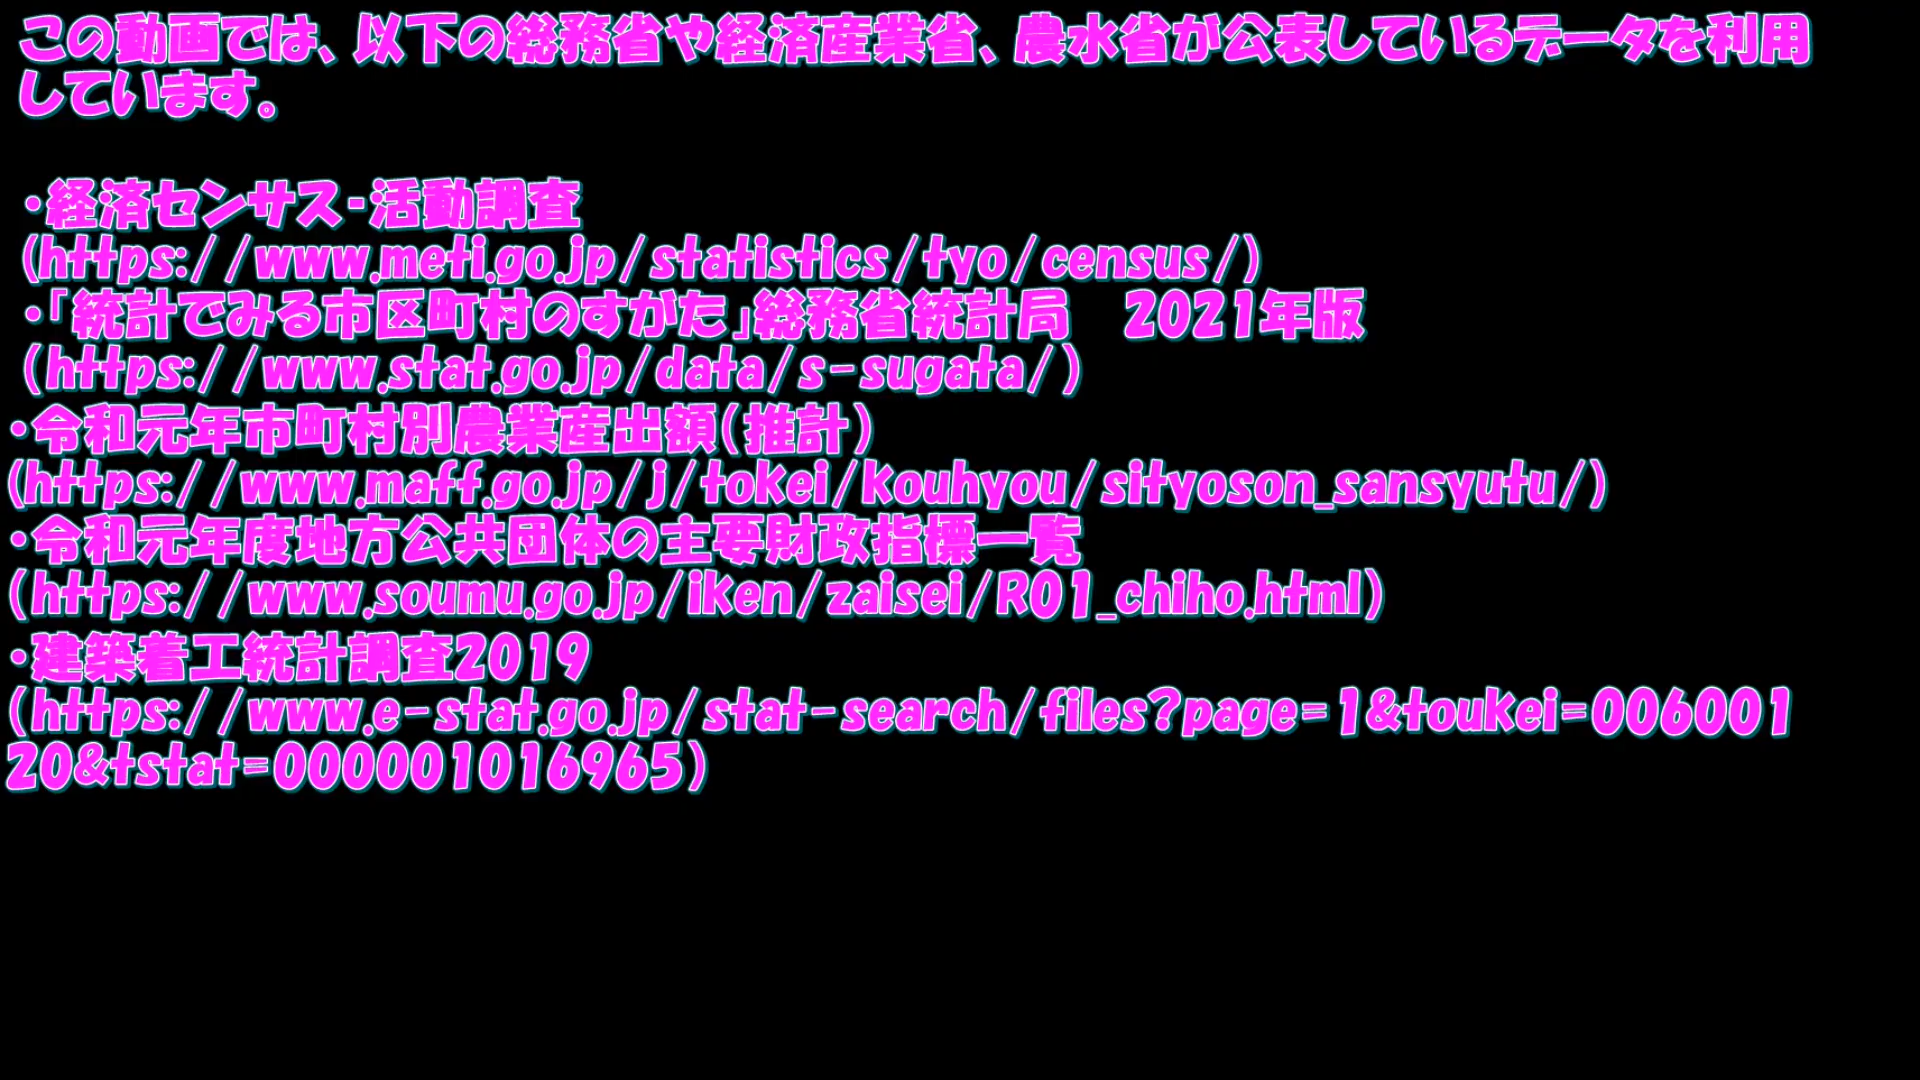 この動画では、以下の総務省や経済産業省、農水省が公表しているデータを利用
しています。
・経済センサス‐活動調査
(https://www.meti.go.jp/statistics/tyo/census/)
・「統計でみる市区町村のすがた」総務省統計局　2021年版
(https://www.stat.go.jp/data/s-sugata/)
・令和元年市町村別農業産出額(推計)
(https://www.maff.go.jp/j/tokei/kouhyou/sityoson_sansyutu/)
・令和元年度地方公共団体の主要財政指標一覧
(https://www.soumu.go.jp/iken/zaisei/R01_chiho.html)
・建築着工統計調査2019
(https://www.e-stat.go.jp/stat-search/files?page=1&toukei=006001
20&tstat=000001016965)